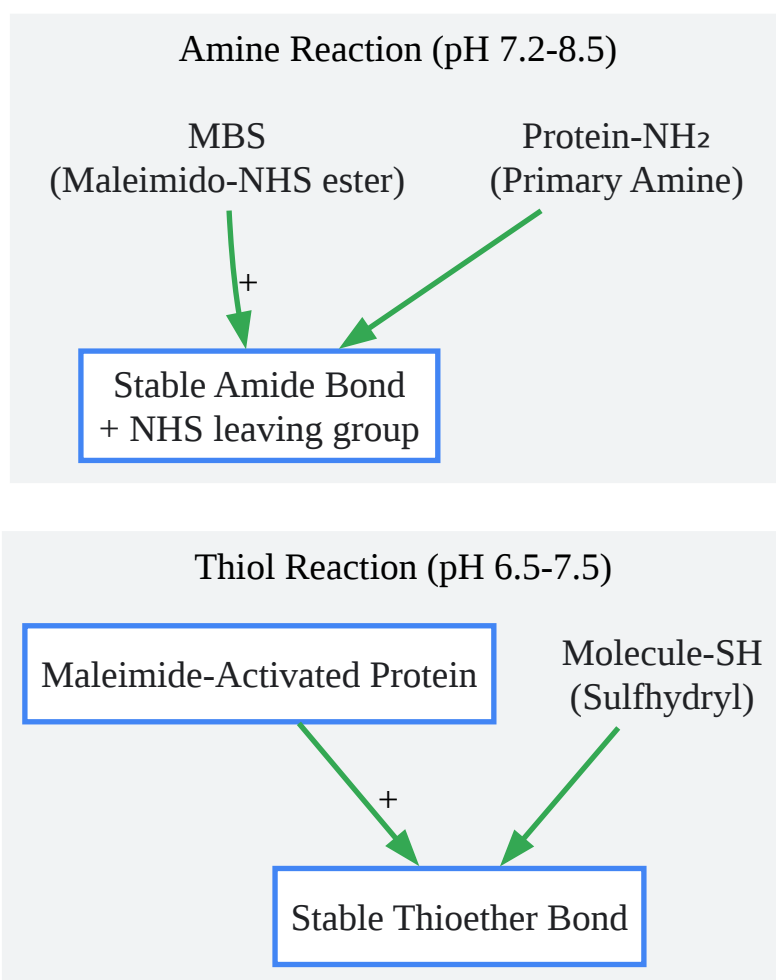 Amine Reaction (pH 7.2-8.5)
MBS
(Maleimido-NHS ester)
Protein-NH₂
(Primary Amine)
+
Stable Amide Bond
+ NHS leaving group
Thiol Reaction (pH 6.5-7.5)
Maleimide-Activated Protein
Molecule-SH
(Sulfhydryl)
+
Stable Thioether Bond